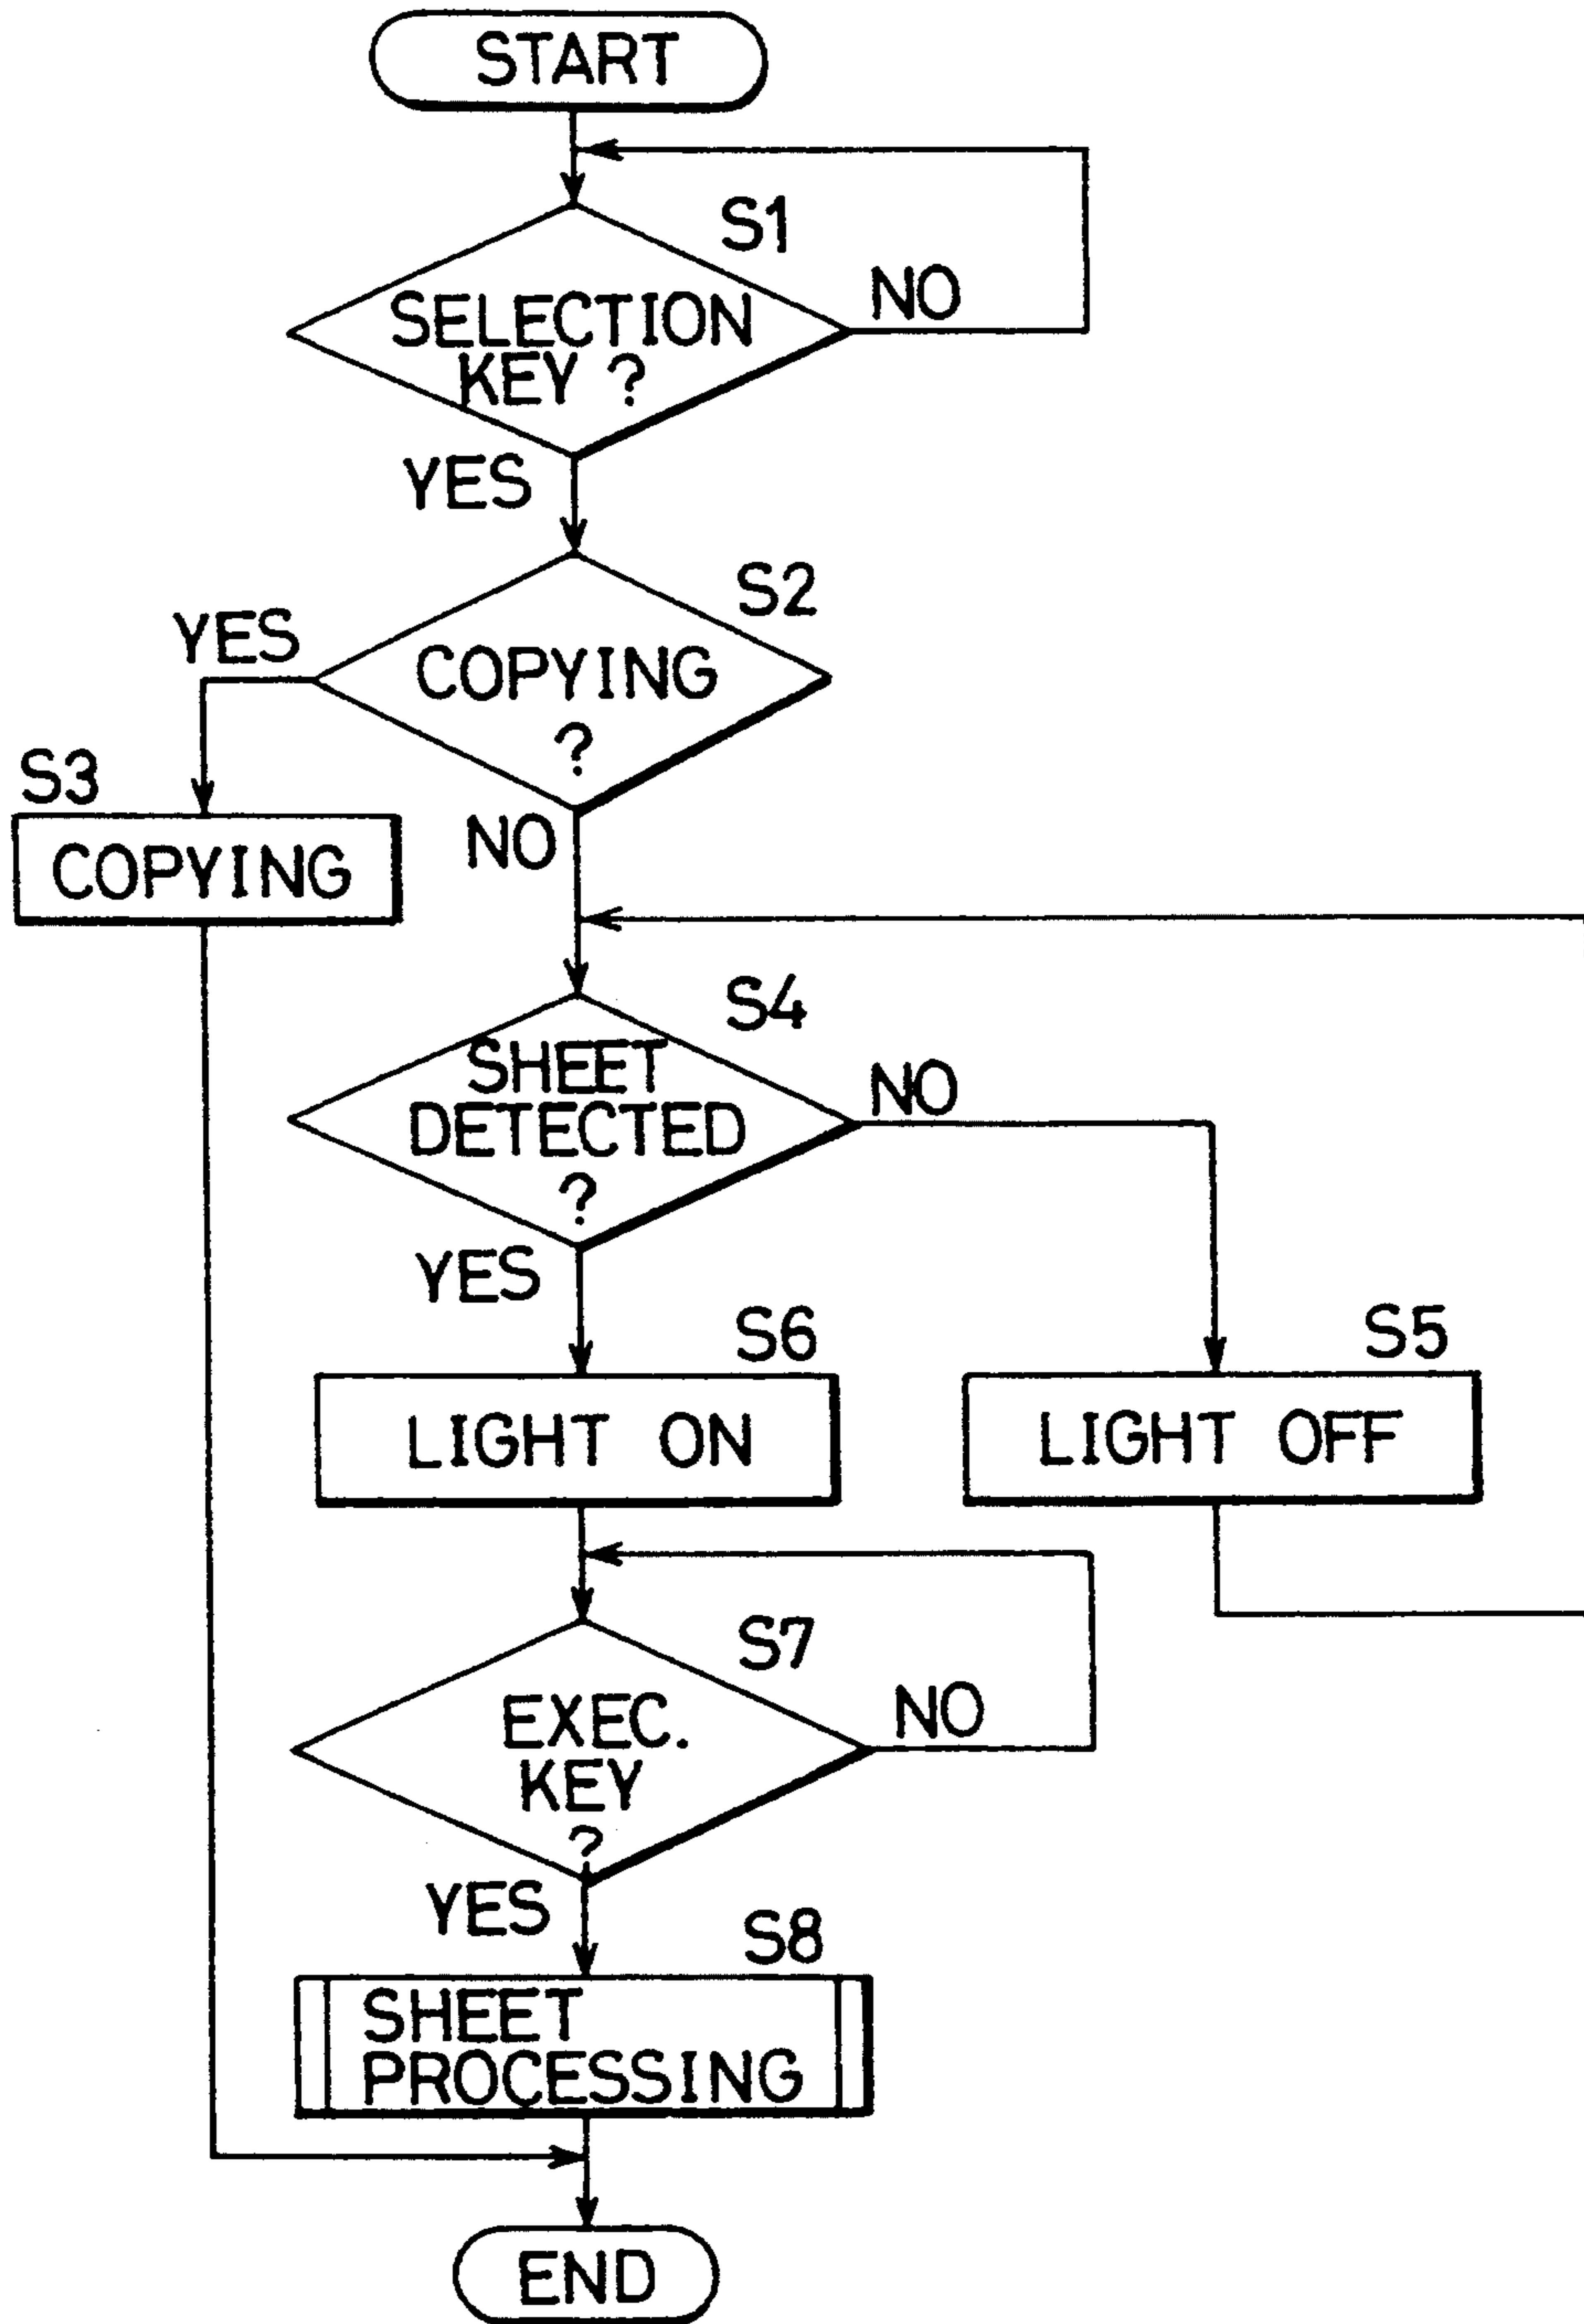 START
S1
SELECTION
KEY ?
NO
YES
S2
YES
COPYING
?
S3
COPYING
NO
S4
SHEET
DETECTED
?
NO
YES
S6
LIGHT ON
S5
LIGHT OFF
S7
EXEC.
KEY
?
NO
YES
S8
SHEET
PROCESSING
END